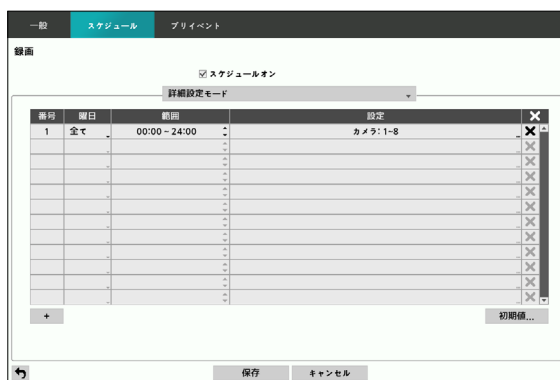 一般 スケジュール プリイベント
録画
スケジュールオン
詳細設定モード
番号 曜日 範囲 設定
1 全て 00:00 ~ 24:00 カメラ: 1~8
+ 初期値...
保存 キャンセル